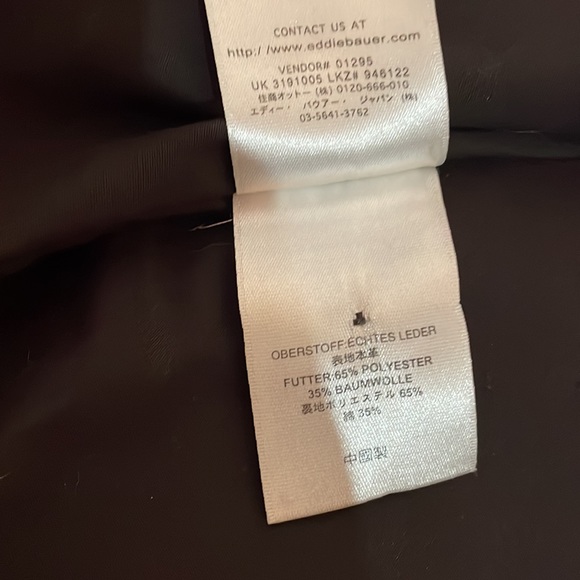 CONTACT US AT
http://www.eddiebauer.com
VENDOR# 01295
UK 3191005 LKZ# 946122
住商オットー (株) 0120-666-010
エディー・バウアー・ジャパン (株)
03-5641-3762
OBERSTOFF:ECHTES LEDER
表地本革
FUTTER:65% POLYESTER
35% BAUMWOLLE
裏地ポリエステル 65%
綿 35%
中國製